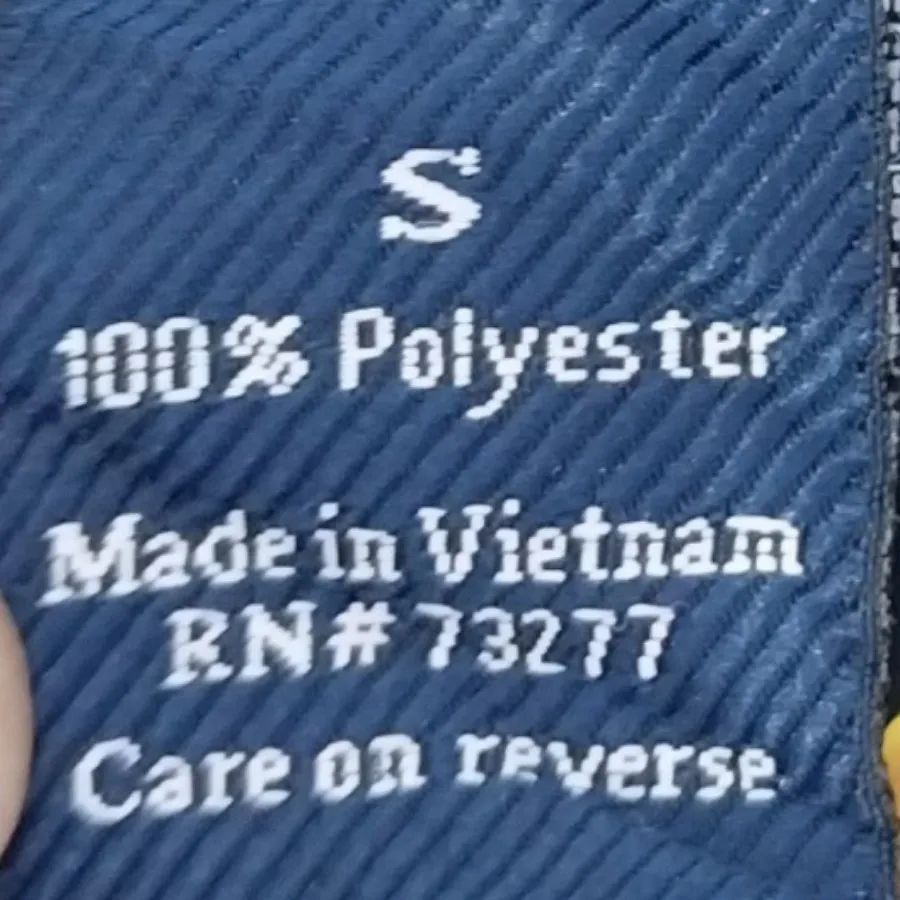 S
100% Polyester
Made in Vietnam
RN# 73277
Care on reverse